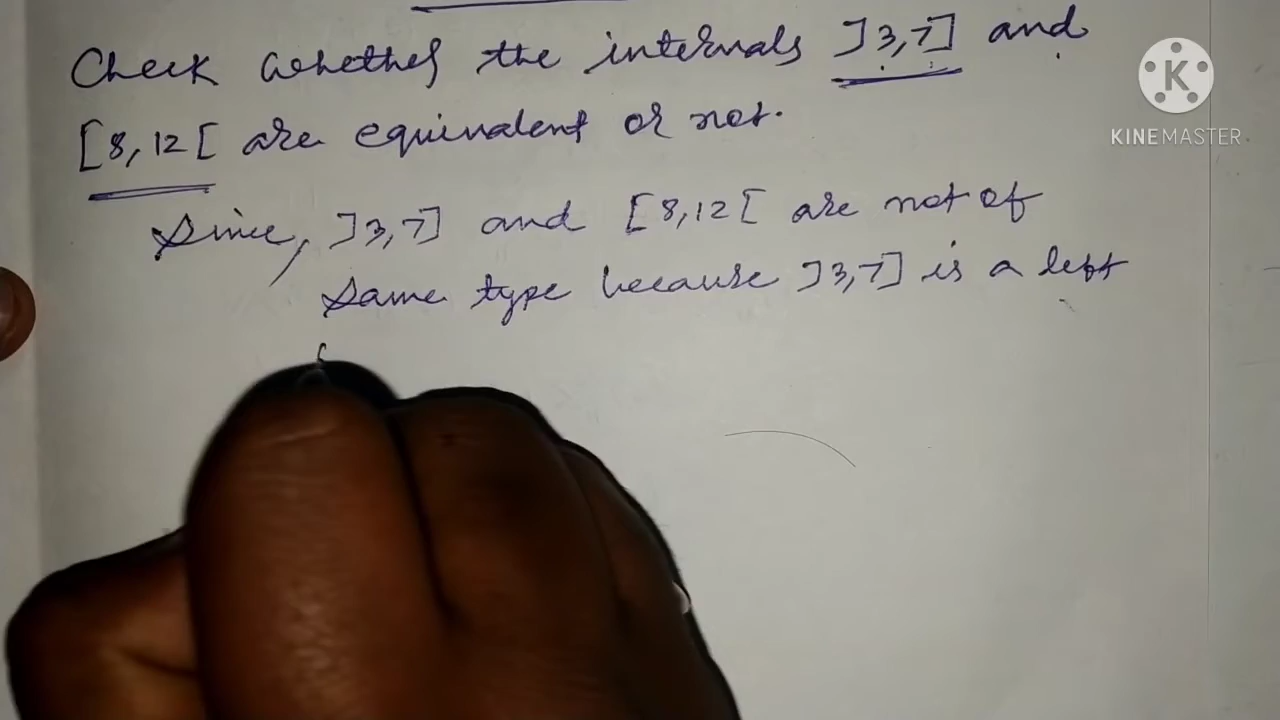 Check whether the intervals ]3,7] and
[8,12[ are equivalent or not.
Since, ]3,7] and [8,12[ are not of
same type because ]3,7] is a left
K
KINEMASTER